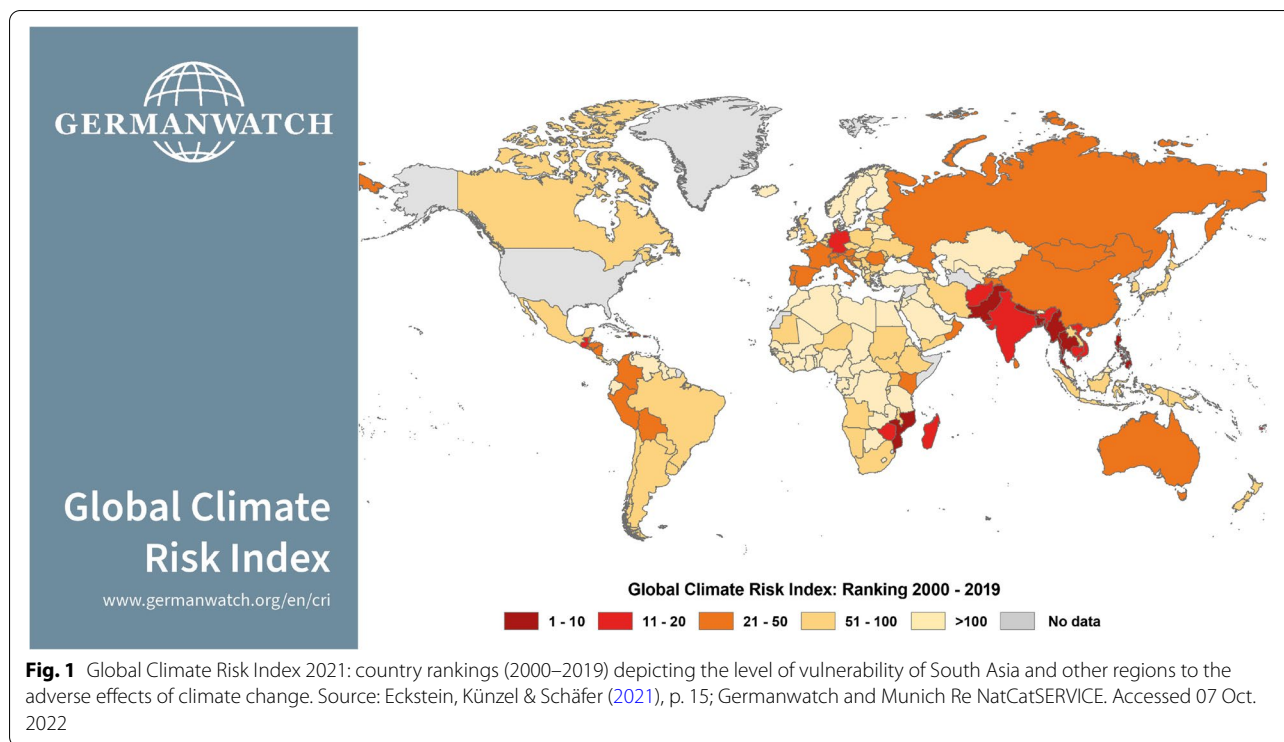 GERMANWATCH
Global Climate
Risk Index
www.germanwatch.org/en/cri
Global Climate Risk Index: Ranking 2000 - 2019
1 - 10 11 - 20 21 - 50 51 - 100 >100 No data
Fig. 1 Global Climate Risk Index 2021: country rankings (2000–2019) depicting the level of vulnerability of South Asia and other regions to the
adverse effects of climate change. Source: Eckstein, Künzel & Schäfer (2021), p. 15; Germanwatch and Munich Re NatCatSERVICE. Accessed 07 Oct.
2022